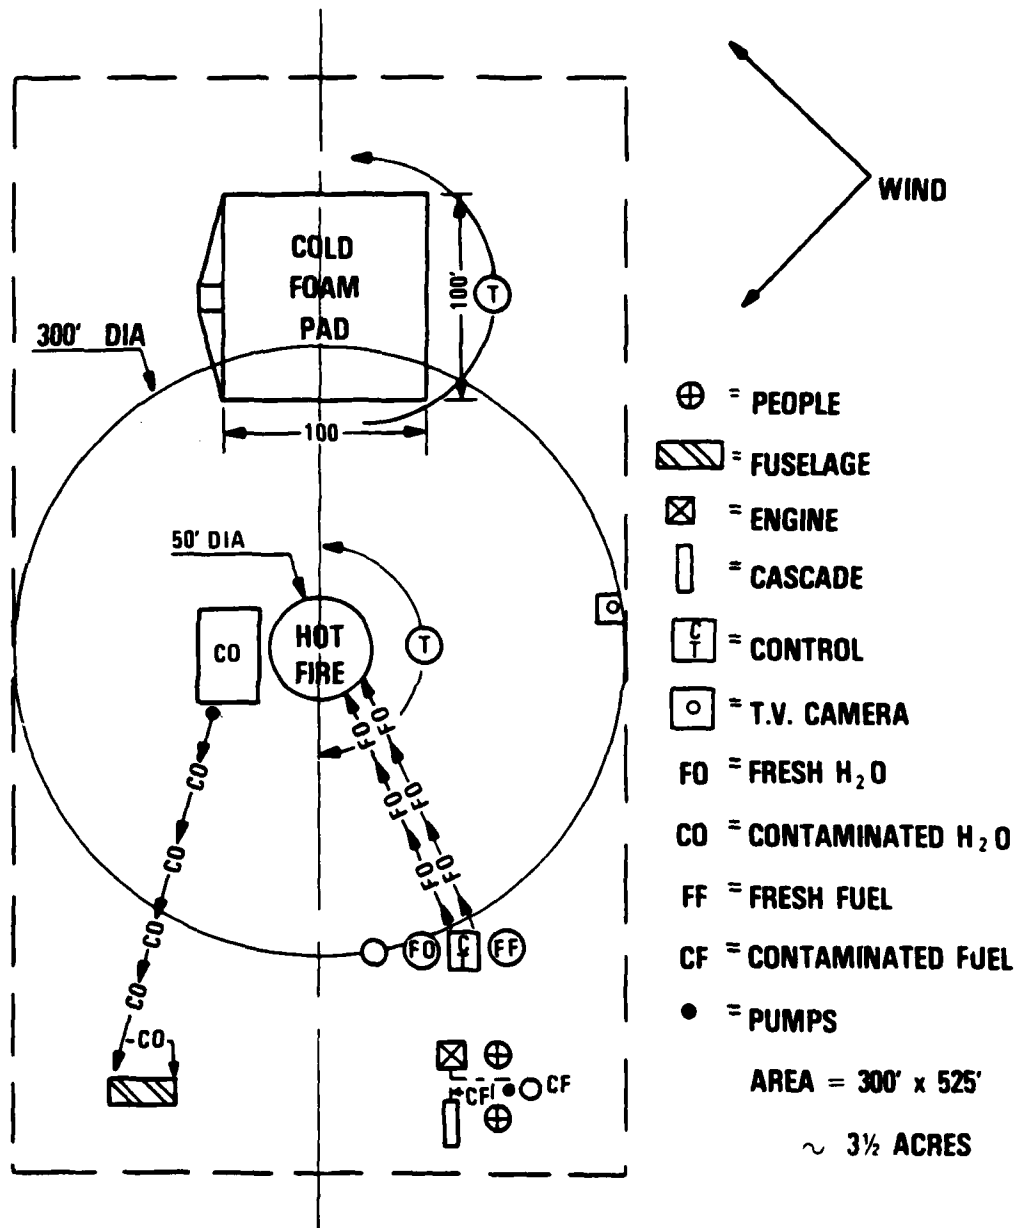 WIND
COLD
FOAM
PAD
100'
T
300' DIA
100
50' DIA
HOT
FIRE
T
CO
FO
FO
FO
FO
FO
FO
CO
CO
CO
CO
FO
C
T
FF
CO
CF
CF
⊕ = PEOPLE
= FUSELAGE
= ENGINE
= CASCADE
C
T
= CONTROL
= T.V. CAMERA
FO = FRESH H₂O
CO = CONTAMINATED H₂O
FF = FRESH FUEL
CF = CONTAMINATED FUEL
● = PUMPS
AREA = 300' x 525'
~ 3½ ACRES